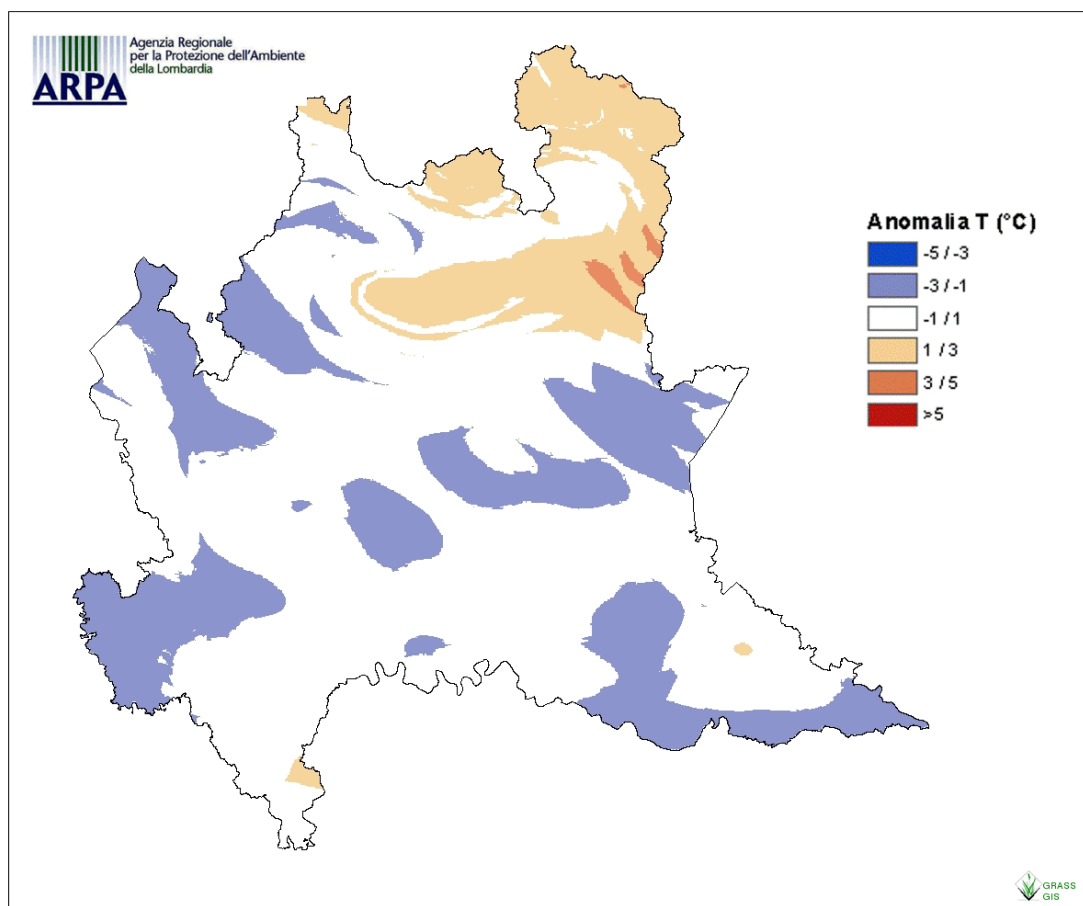 Agenzia Regionale
per la Protezione dell'Ambiente
della Lombardia
ARPA
Anomalia T (°C)
-5 / -3
-3 / -1
-1 / 1
1 / 3
3 / 5
>5
GRASS
GIS